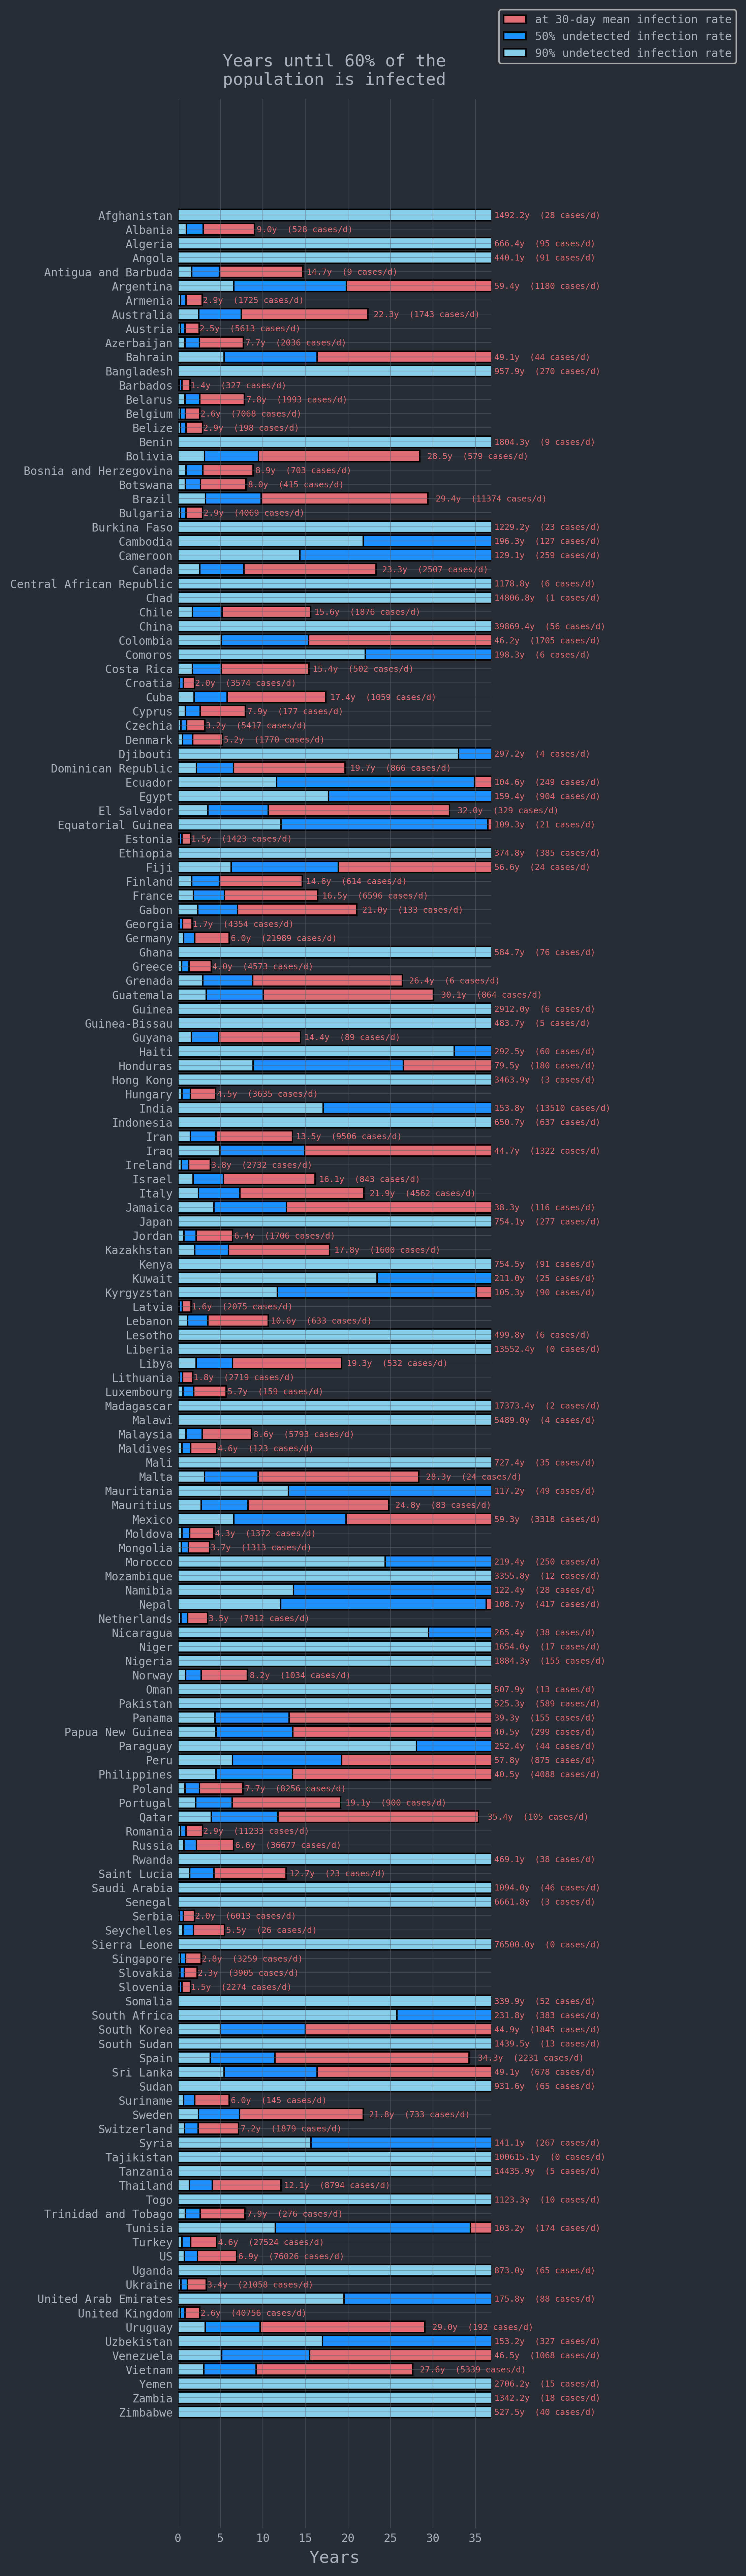 at 30-day mean infection rate
50% undetected infection rate
90% undetected infection rate
Years until 60% of the
population is infected
Afghanistan 1492.2y (28 cases/d)
Albania 9.0y (528 cases/d)
Algeria 666.4y (95 cases/d)
Angola 440.1y (91 cases/d)
Antigua and Barbuda 14.7y (9 cases/d)
Argentina 59.4y (1180 cases/d)
Armenia 2.9y (1725 cases/d)
Australia 22.3y (1743 cases/d)
Austria 2.5y (5613 cases/d)
Azerbaijan 7.7y (2036 cases/d)
Bahrain 49.1y (44 cases/d)
Bangladesh 957.9y (270 cases/d)
Barbados 1.4y (327 cases/d)
Belarus 7.8y (1993 cases/d)
Belgium 2.6y (7068 cases/d)
Belize 2.9y (198 cases/d)
Benin 1804.3y (9 cases/d)
Bolivia 28.5y (579 cases/d)
Bosnia and Herzegovina 8.9y (703 cases/d)
Botswana 8.0y (415 cases/d)
Brazil 29.4y (11374 cases/d)
Bulgaria 2.9y (4069 cases/d)
Burkina Faso 1229.2y (23 cases/d)
Cambodia 196.3y (127 cases/d)
Cameroon 129.1y (259 cases/d)
Canada 23.3y (2507 cases/d)
Central African Republic 1178.8y (6 cases/d)
Chad 14806.8y (1 cases/d)
Chile 15.6y (1876 cases/d)
China 39869.4y (56 cases/d)
Colombia 46.2y (1705 cases/d)
Comoros 198.3y (6 cases/d)
Costa Rica 15.4y (502 cases/d)
Croatia 2.0y (3574 cases/d)
Cuba 17.4y (1059 cases/d)
Cyprus 7.9y (177 cases/d)
Czechia 3.2y (5417 cases/d)
Denmark 5.2y (1770 cases/d)
Djibouti 297.2y (4 cases/d)
Dominican Republic 19.7y (866 cases/d)
Ecuador 104.6y (249 cases/d)
Egypt 159.4y (904 cases/d)
El Salvador 32.0y (329 cases/d)
Equatorial Guinea 109.3y (21 cases/d)
Estonia 1.5y (1423 cases/d)
Ethiopia 374.8y (385 cases/d)
Fiji 56.6y (24 cases/d)
Finland 14.6y (614 cases/d)
France 16.5y (6596 cases/d)
Gabon 21.0y (133 cases/d)
Georgia 1.7y (4354 cases/d)
Germany 6.0y (21989 cases/d)
Ghana 584.7y (76 cases/d)
Greece 4.0y (4573 cases/d)
Grenada 26.4y (6 cases/d)
Guatemala 30.1y (864 cases/d)
Guinea 2912.0y (6 cases/d)
Guinea-Bissau 483.7y (5 cases/d)
Guyana 14.4y (89 cases/d)
Haiti 292.5y (60 cases/d)
Honduras 79.5y (180 cases/d)
Hong Kong 3463.9y (3 cases/d)
Hungary 4.5y (3635 cases/d)
India 153.8y (13510 cases/d)
Indonesia 650.7y (637 cases/d)
Iran 13.5y (9506 cases/d)
Iraq 44.7y (1322 cases/d)
Ireland 3.8y (2732 cases/d)
Israel 16.1y (843 cases/d)
Italy 21.9y (4562 cases/d)
Jamaica 38.3y (116 cases/d)
Japan 754.1y (277 cases/d)
Jordan 6.4y (1706 cases/d)
Kazakhstan 17.8y (1600 cases/d)
Kenya 754.5y (91 cases/d)
Kuwait 211.0y (25 cases/d)
Kyrgyzstan 105.3y (90 cases/d)
Latvia 1.6y (2075 cases/d)
Lebanon 10.6y (633 cases/d)
Lesotho 499.8y (6 cases/d)
Liberia 13552.4y (0 cases/d)
Libya 19.3y (532 cases/d)
Lithuania 1.8y (2719 cases/d)
Luxembourg 5.7y (159 cases/d)
Madagascar 17373.4y (2 cases/d)
Malawi 5489.0y (4 cases/d)
Malaysia 8.6y (5793 cases/d)
Maldives 4.6y (123 cases/d)
Mali 727.4y (35 cases/d)
Malta 28.3y (24 cases/d)
Mauritania 117.2y (49 cases/d)
Mauritius 24.8y (83 cases/d)
Mexico 59.3y (3318 cases/d)
Moldova 4.3y (1372 cases/d)
Mongolia 3.7y (1313 cases/d)
Morocco 219.4y (250 cases/d)
Mozambique 3355.8y (12 cases/d)
Namibia 122.4y (28 cases/d)
Nepal 108.7y (417 cases/d)
Netherlands 3.5y (7912 cases/d)
Nicaragua 265.4y (38 cases/d)
Niger 1654.0y (17 cases/d)
Nigeria 1884.3y (155 cases/d)
Norway 8.2y (1034 cases/d)
Oman 507.9y (13 cases/d)
Pakistan 525.3y (589 cases/d)
Panama 39.3y (155 cases/d)
Papua New Guinea 40.5y (299 cases/d)
Paraguay 252.4y (44 cases/d)
Peru 57.8y (875 cases/d)
Philippines 40.5y (4088 cases/d)
Poland 7.7y (8256 cases/d)
Portugal 19.1y (900 cases/d)
Qatar 35.4y (105 cases/d)
Romania 2.9y (11233 cases/d)
Russia 6.6y (36677 cases/d)
Rwanda 469.1y (38 cases/d)
Saint Lucia 12.7y (23 cases/d)
Saudi Arabia 1094.0y (46 cases/d)
Senegal 6661.8y (3 cases/d)
Serbia 2.0y (6013 cases/d)
Seychelles 5.5y (26 cases/d)
Sierra Leone 76500.0y (0 cases/d)
Singapore 2.8y (3259 cases/d)
Slovakia 2.3y (3905 cases/d)
Slovenia 1.5y (2274 cases/d)
Somalia 339.9y (52 cases/d)
South Africa 231.8y (383 cases/d)
South Korea 44.9y (1845 cases/d)
South Sudan 1439.5y (13 cases/d)
Spain 34.3y (2231 cases/d)
Sri Lanka 49.1y (678 cases/d)
Sudan 931.6y (65 cases/d)
Suriname 6.0y (145 cases/d)
Sweden 21.8y (733 cases/d)
Switzerland 7.2y (1879 cases/d)
Syria 141.1y (267 cases/d)
Tajikistan 100615.1y (0 cases/d)
Tanzania 14435.9y (5 cases/d)
Thailand 12.1y (8794 cases/d)
Togo 1123.3y (10 cases/d)
Trinidad and Tobago 7.9y (276 cases/d)
Tunisia 103.2y (174 cases/d)
Turkey 4.6y (27524 cases/d)
US 6.9y (76026 cases/d)
Uganda 873.0y (65 cases/d)
Ukraine 3.4y (21058 cases/d)
United Arab Emirates 175.8y (88 cases/d)
United Kingdom 2.6y (40756 cases/d)
Uruguay 29.0y (192 cases/d)
Uzbekistan 153.2y (327 cases/d)
Venezuela 46.5y (1068 cases/d)
Vietnam 27.6y (5339 cases/d)
Yemen 2706.2y (15 cases/d)
Zambia 1342.2y (18 cases/d)
Zimbabwe 527.5y (40 cases/d)
0 5 10 15 20 25 30 35
Years